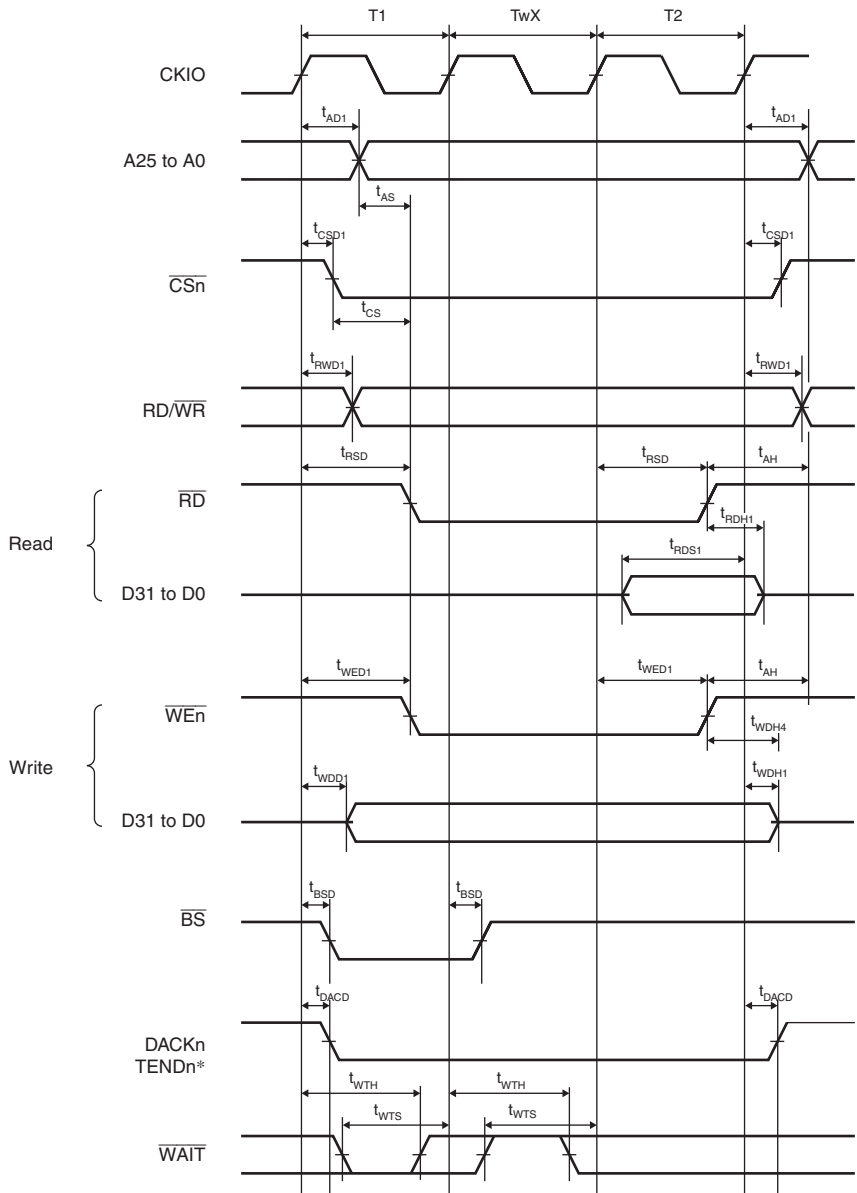 T1 TwX T2
CKIO
tAD1 tAD1
A25 to A0
tAS
tCSD1 tCSD1
CSn
tCS
tRWD1 tRWD1
RD/WR
tRSD tRSD tAH
RD
tRDH1
Read
tRDS1
D31 to D0
tWED1 tWED1 tAH
WEn
tWDH4
Write
tWDD1 tWDH1
D31 to D0
tBSD tBSD
BS
tDACD tDACD
DACKn
TENDn*
tWTH tWTH
tWTS tWTS
WAIT